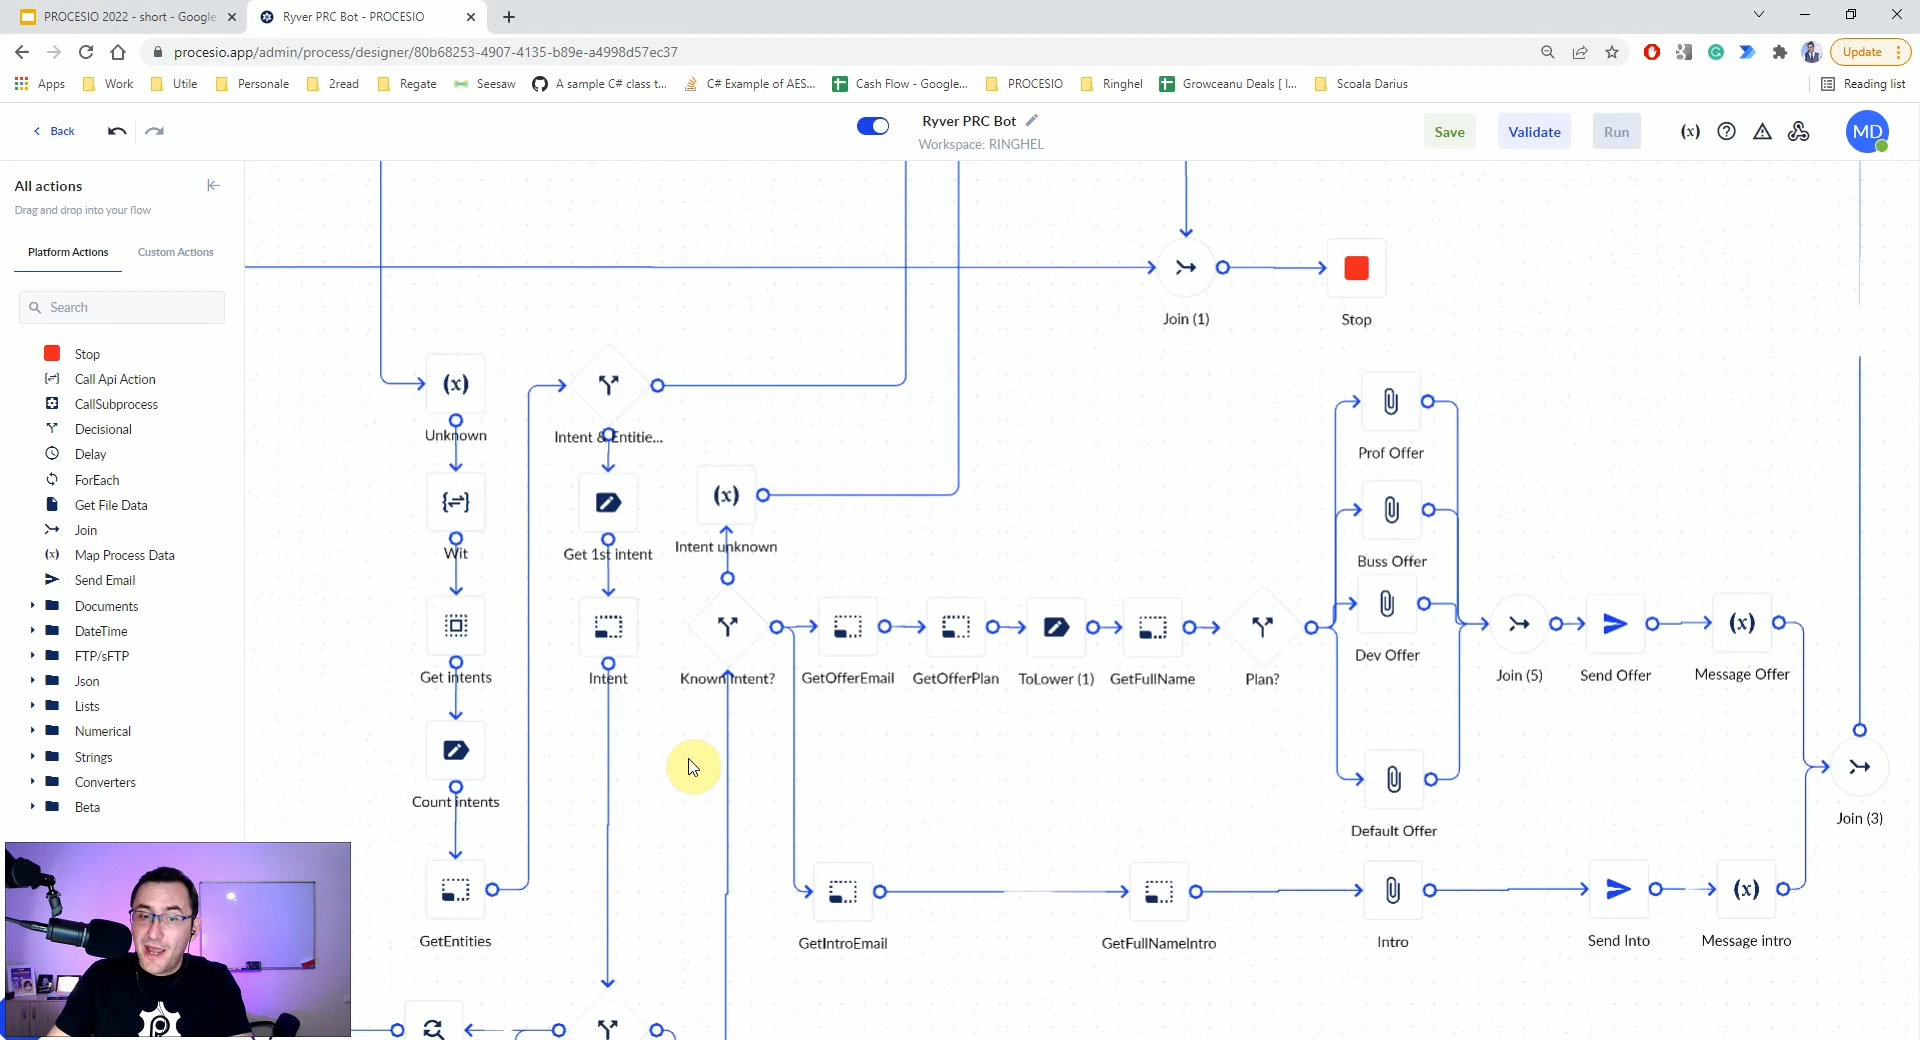 PROCESIO 2022 - short - Google
Ryver PRC Bot - PROCESIO
procesio.app/admin/process/designer/80b68253-4907-4135-b89e-a4998d57ec37
Update
Apps
Work
Utile
Personale
2read
Regate
Seesaw
A sample C# class t...
C# Example of AES...
Cash Flow - Google...
PROCESIO
Ringhel
Growceanu Deals [ I...
Scoala Darius
Reading list
Back
Ryver PRC Bot
Workspace: RINGHEL
Save
Validate
Run
MD
All actions
Drag and drop into your flow
Platform Actions
Custom Actions
Search
Stop
Call Api Action
CallSubprocess
Decisional
Delay
ForEach
Get File Data
Join
Map Process Data
Send Email
Documents
DateTime
FTP/sFTP
Json
Lists
Numerical
Strings
Converters
Beta
Join (1)
Stop
Unknown
Intent & Entitie...
Wit
Get 1st intent
Intent unknown
Prof Offer
Buss Offer
Dev Offer
Get intents
Intent
Known Intent?
GetOfferEmail
GetOfferPlan
ToLower (1)
GetFullName
Plan?
Join (5)
Send Offer
Message Offer
Count intents
Default Offer
Join (3)
GetEntities
GetIntroEmail
GetFullNameIntro
Intro
Send Into
Message intro